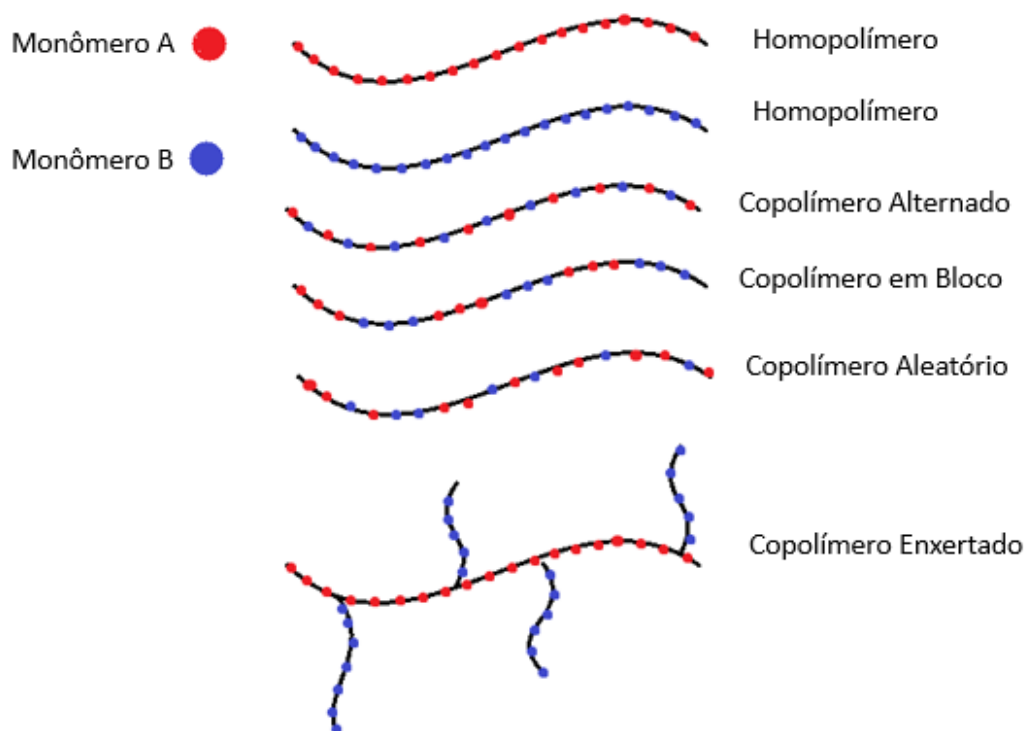 Monômero A
Homopolímero
Homopolímero
Monômero B
Copolímero Alternado
Copolímero em Bloco
Copolímero Aleatório
Copolímero Enxertado